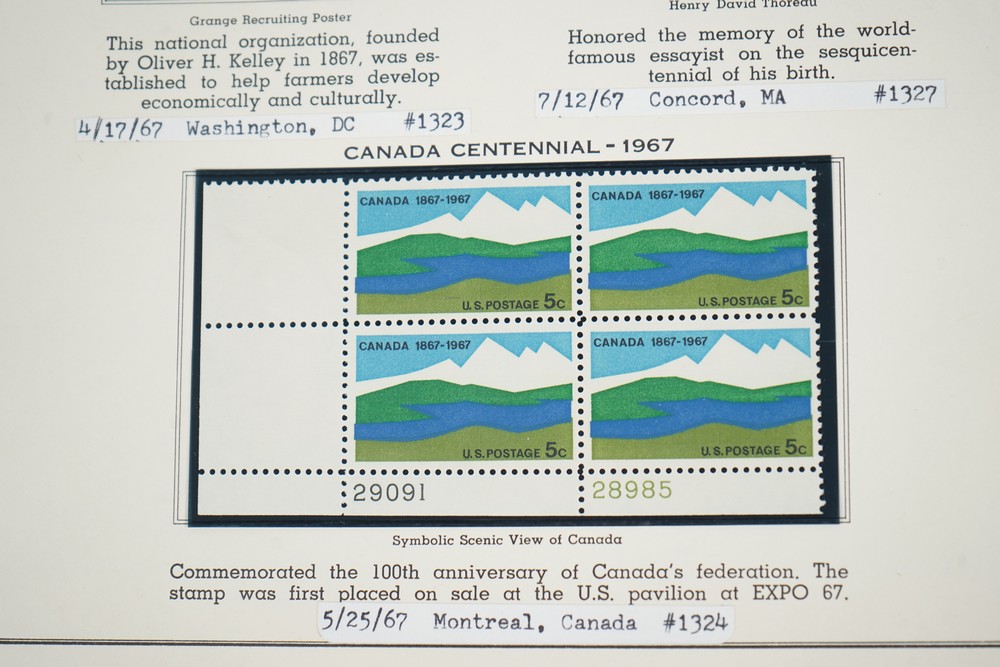 Grange Recruiting Poster
This national organization, founded
by Oliver H. Kelley in 1867, was es-
tablished to help farmers develop
economically and culturally.
4/17/67 Washington, DC #1323
Henry David Thoreau
Honored the memory of the world-
famous essayist on the sesquicen-
tennial of his birth.
7/12/67 Concord, MA #1327
CANADA CENTENNIAL - 1967
CANADA 1867-1967
U.S. POSTAGE 5c
CANADA 1867-1967
U.S. POSTAGE 5c
CANADA 1867-1967
U.S. POSTAGE 5c
CANADA 1867-1967
U.S. POSTAGE 5c
29091
28985
Symbolic Scenic View of Canada
Commemorated the 100th anniversary of Canada's federation. The
stamp was first placed on sale at the U.S. pavilion at EXPO 67.
5/25/67 Montreal, Canada #1324